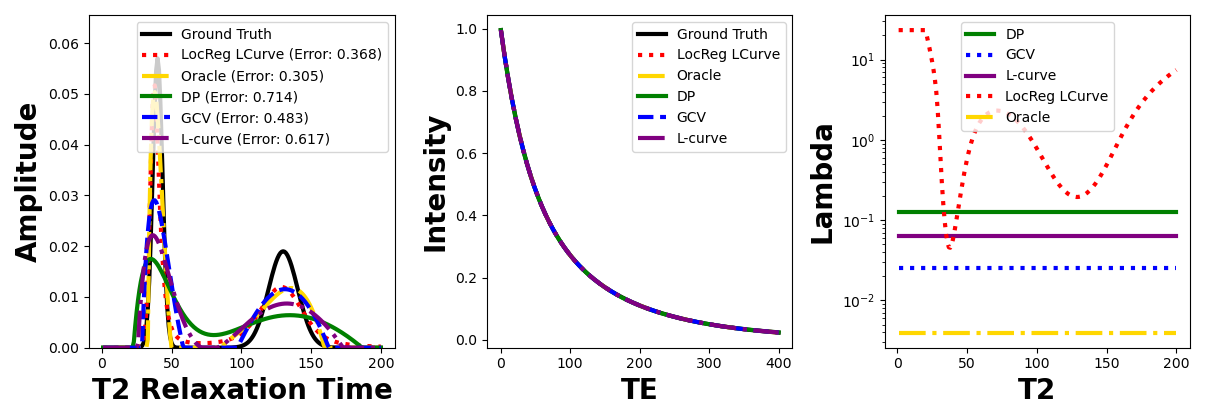 Amplitude
0.06
0.05
0.04
0.03
0.02
0.01
0.00
0 50 100 150 200
T2 Relaxation Time
Ground Truth
LocReg LCurve (Error: 0.368)
Oracle (Error: 0.305)
DP (Error: 0.714)
GCV (Error: 0.483)
L-curve (Error: 0.617)
Intensity
1.0
0.8
0.6
0.4
0.2
0.0
0 100 200 300 400
TE
Ground Truth
LocReg LCurve
Oracle
DP
GCV
L-curve
Lambda
10¹
10⁰
10⁻¹
10⁻²
0 50 100 150 200
T2
DP
GCV
L-curve
LocReg LCurve
Oracle